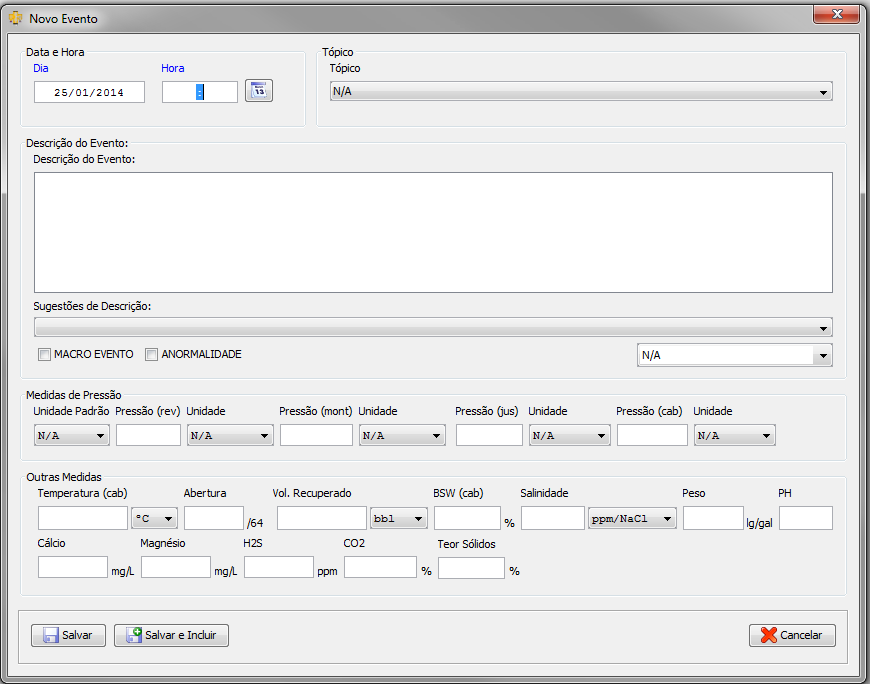 Novo Evento
Data e Hora
Dia Hora
25/01/2014 :
13
Tópico
Tópico
N/A
Descrição do Evento:
Descrição do Evento:
Sugestões de Descrição:
MACRO EVENTO ANORMALIDADE N/A
Medidas de Pressão
Unidade Padrão Pressão (rev) Unidade Pressão (mont) Unidade Pressão (jus) Unidade Pressão (cab) Unidade
N/A N/A N/A N/A N/A
Outras Medidas
Temperatura (cab) Abertura Vol. Recuperado BSW (cab) Salinidade Peso PH
ºC /64 bbl % ppm/NaCl lg/gal
Cálcio Magnésio H2S CO2 Teor Sólidos
mg/L mg/L ppm % %
Salvar Salvar e Incluir Cancelar